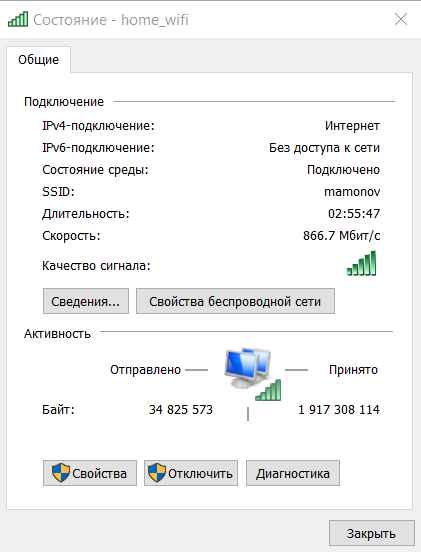 Состояние - home_wifi
Общие
Подключение
IPv4-подключение: Интернет
IPv6-подключение: Без доступа к сети
Состояние среды: Подключено
SSID: mamonov
Длительность: 02:55:47
Скорость: 866.7 Мбит/с
Качество сигнала:
Сведения... Свойства беспроводной сети
Активность
Отправлено — Принято
Байт: 34 825 573 | 1 917 308 114
Свойства Отключить Диагностика
Закрыть